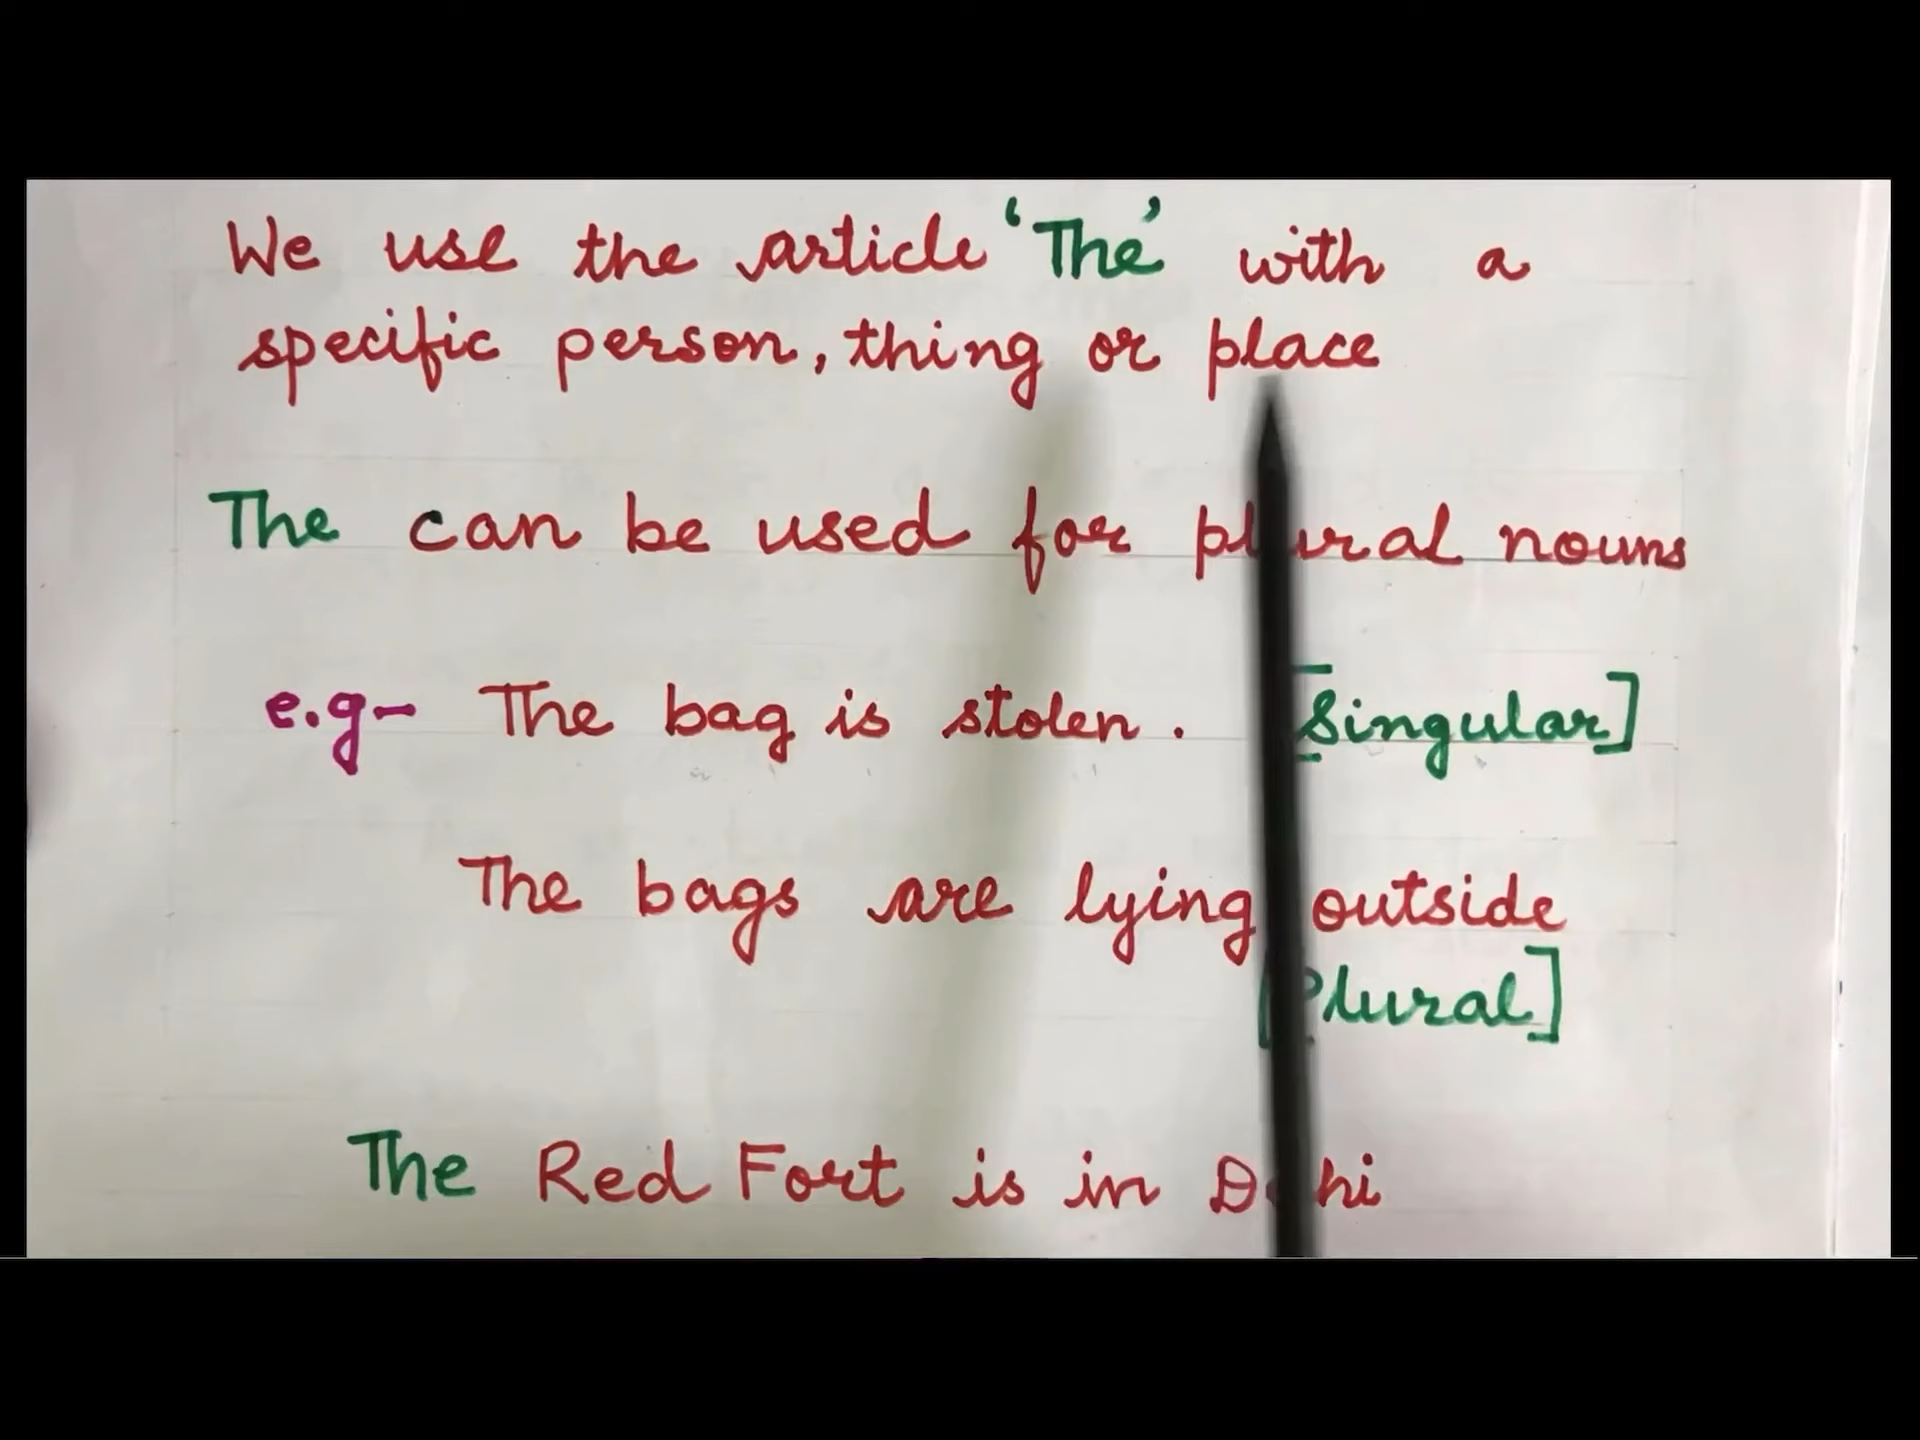 We use the article ‘The’ with a
specific person, thing or place
The can be used for plural nouns
e.g- The bag is stolen. [Singular]
The bags are lying outside
[Plural]
The Red Fort is in Delhi